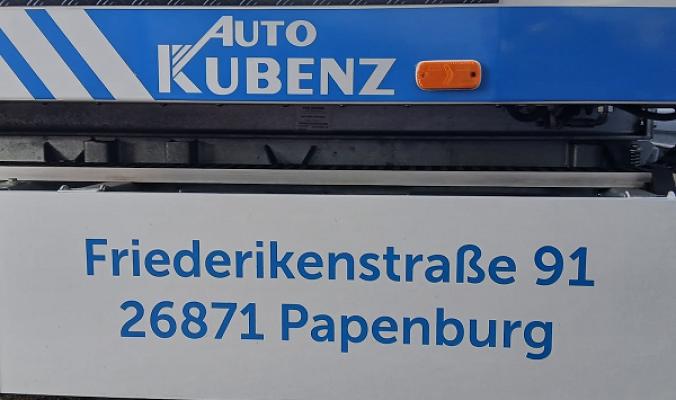 AUTO
KUBENZ
Friederikenstraße 91
26871 Papenburg